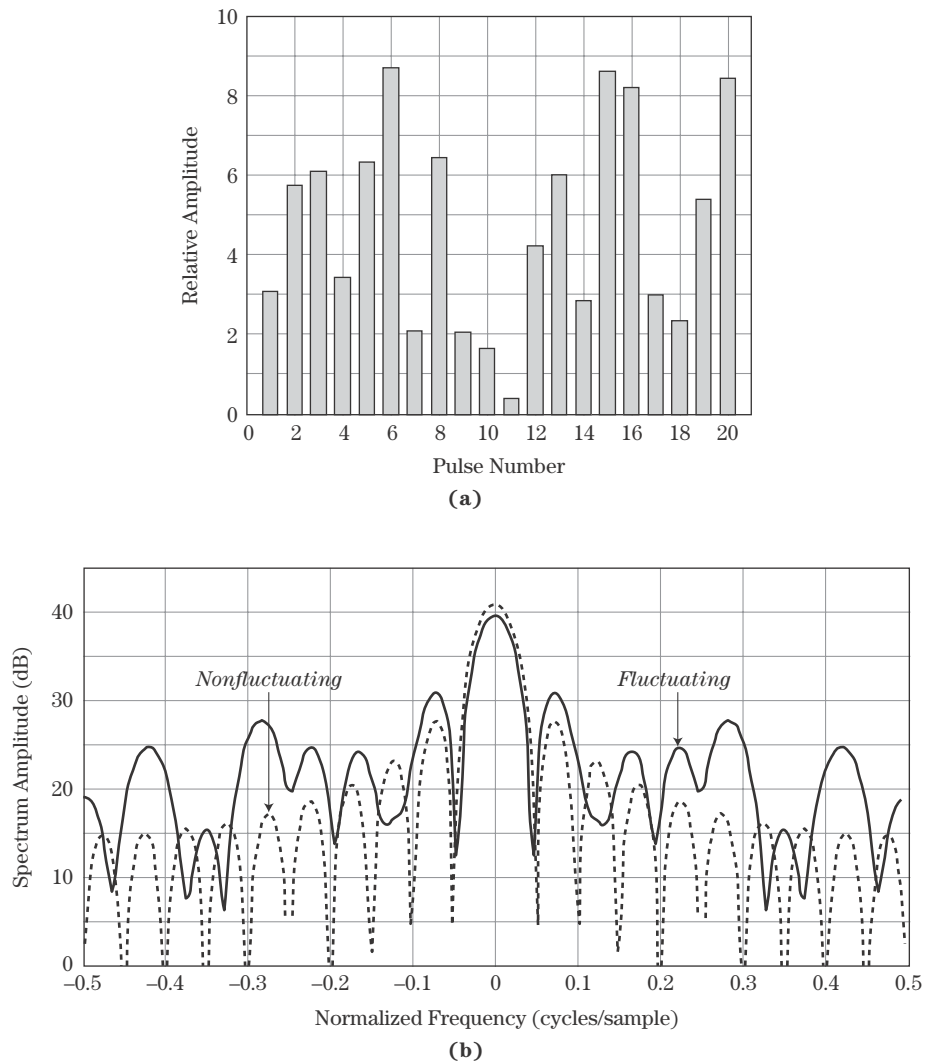 10
8
6
4
2
0
Relative Amplitude
0 2 4 6 8 10 12 14 16 18 20
Pulse Number
(a)
40
30
20
10
0
Spectrum Amplitude (dB)
Nonfluctuating
Fluctuating
−0.5 −0.4 −0.3 −0.2 −0.1 0 0.1 0.2 0.3 0.4 0.5
Normalized Frequency (cycles/sample)
(b)